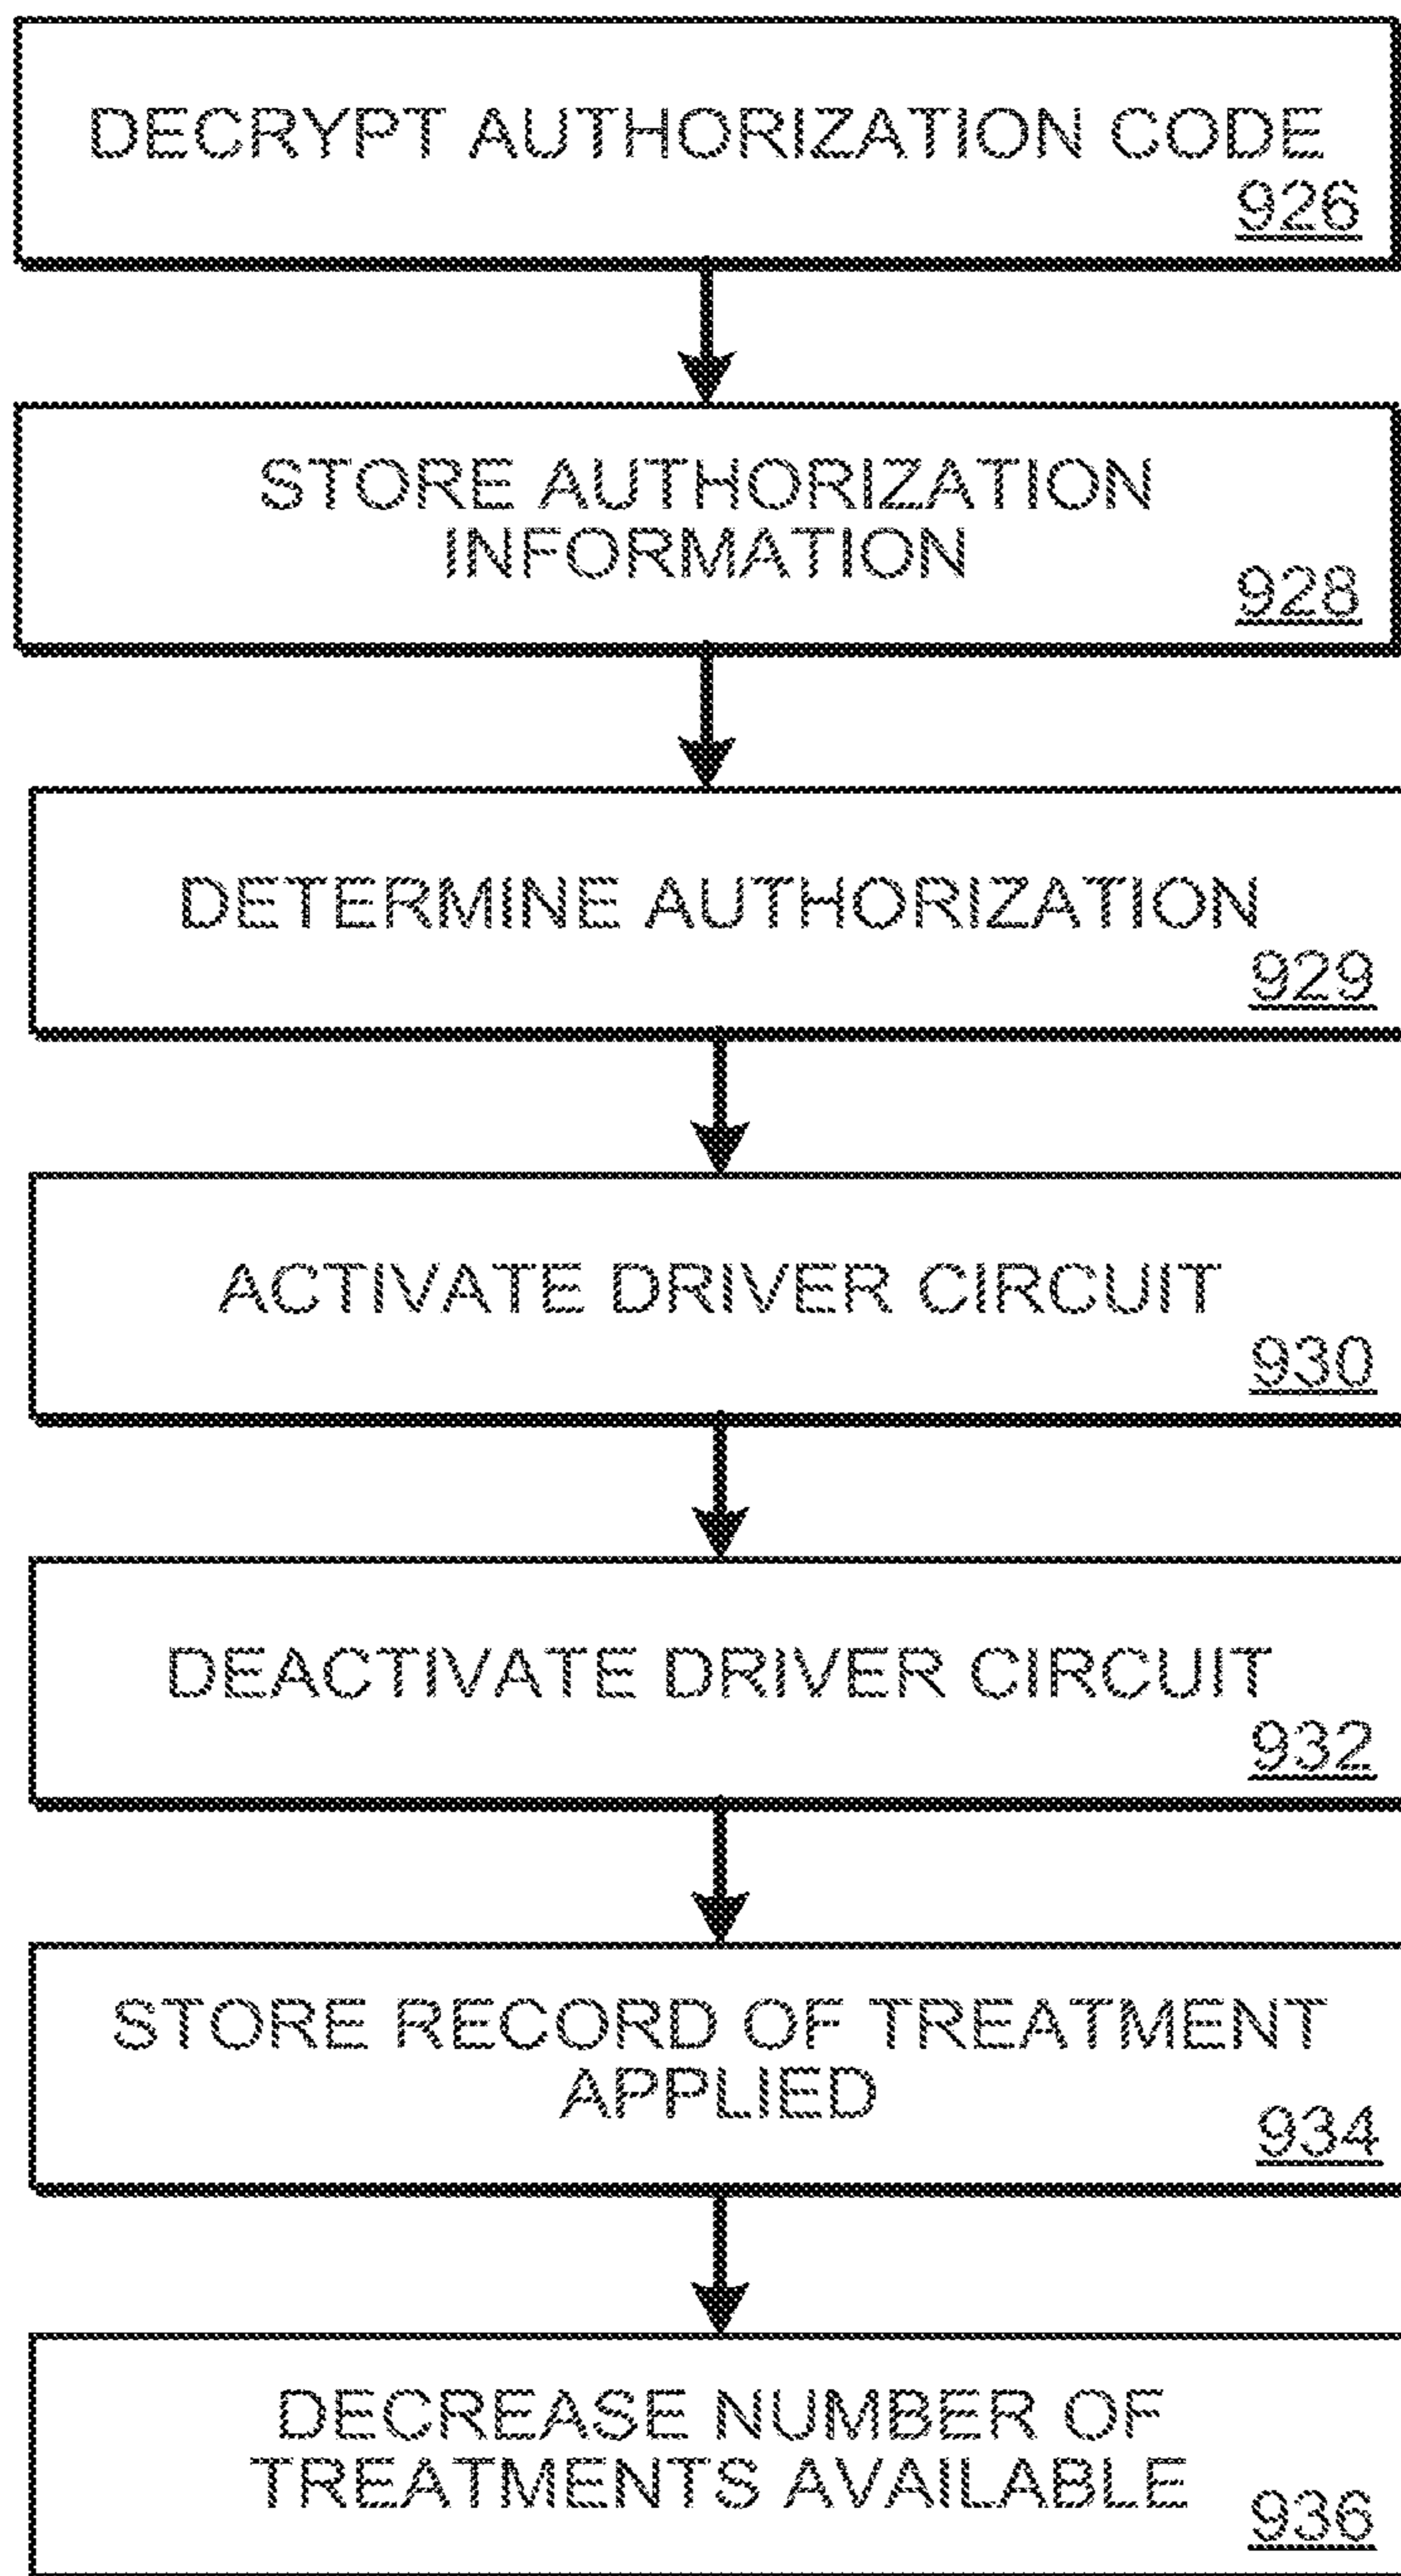 DECRYPT AUTHORIZATION CODE
926
STORE AUTHORIZATION
INFORMATION
928
DETERMINE AUTHORIZATION
929
ACTIVATE DRIVER CIRCUIT
930
DEACTIVATE DRIVER CIRCUIT
932
STORE RECORD OF TREATMENT
APPLIED
934
DECREASE NUMBER OF
TREATMENTS AVAILABLE
936